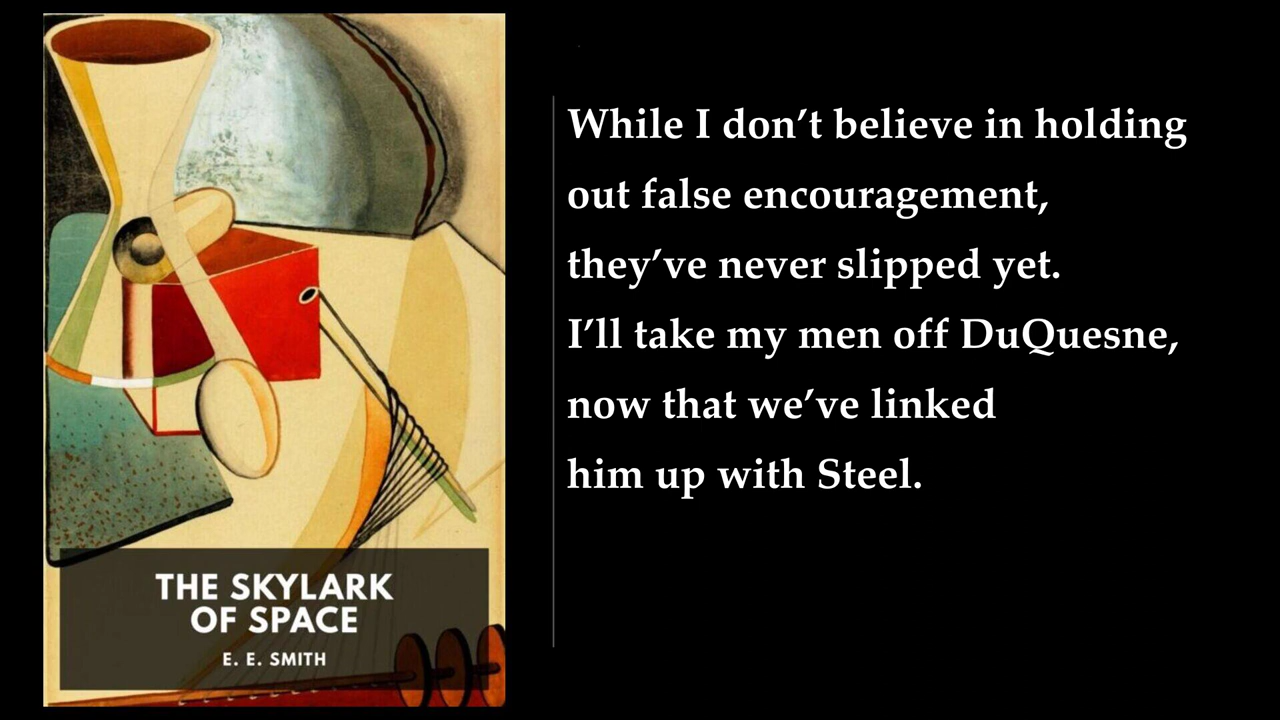 THE SKYLARK
OF SPACE
E. E. SMITH
While I don’t believe in holding
out false encouragement,
they’ve never slipped yet.
I’ll take my men off DuQuesne,
now that we’ve linked
him up with Steel.